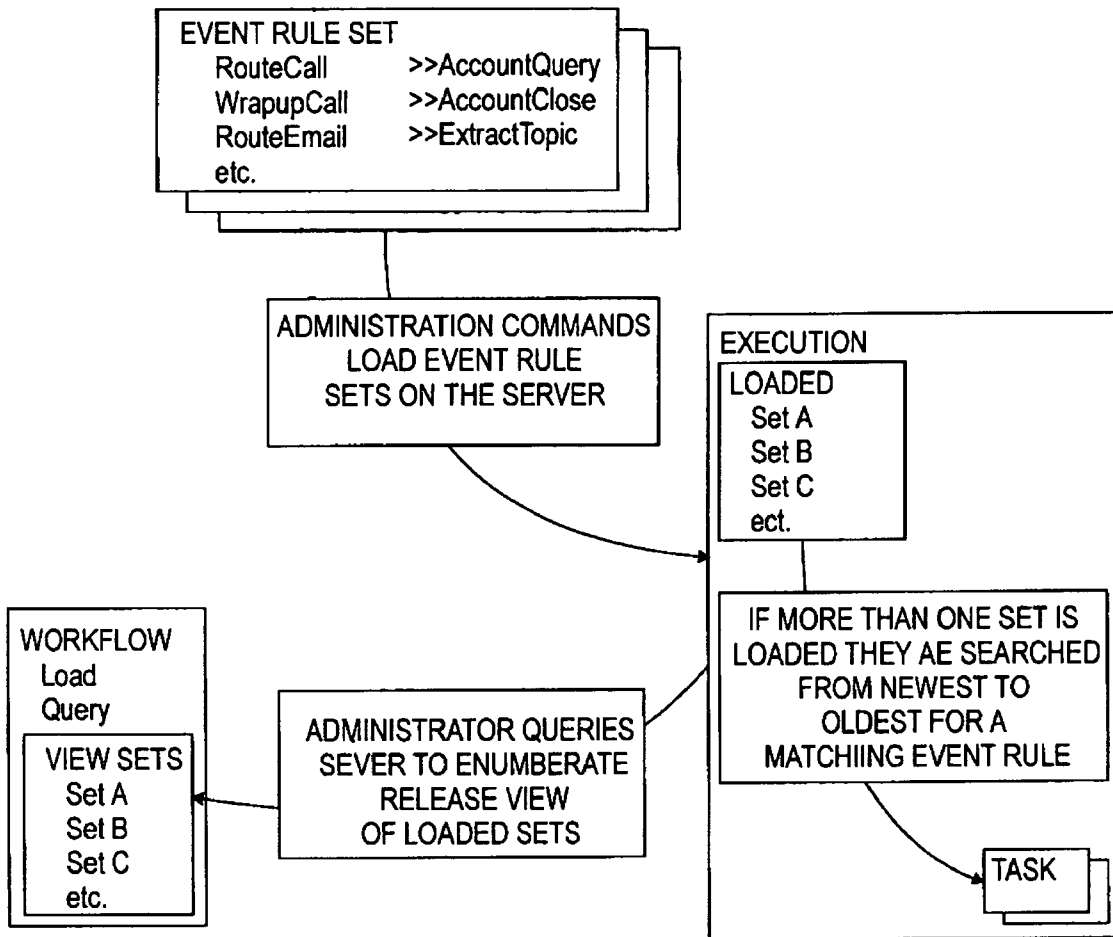 EVENT RULE SET
RouteCall >>AccountQuery
WrapupCall >>AccountClose
RouteEmail >>ExtractTopic
etc.
ADMINISTRATION COMMANDS
LOAD EVENT RULE
SETS ON THE SERVER
EXECUTION
LOADED
Set A
Set B
Set C
ect.
IF MORE THAN ONE SET IS
LOADED THEY AE SEARCHED
FROM NEWEST TO
OLDEST FOR A
MATCHIING EVENT RULE
TASK
WORKFLOW
Load
Query
VIEW SETS
Set A
Set B
Set C
etc.
ADMINISTRATOR QUERIES
SEVER TO ENUMBERATE
RELEASE VIEW
OF LOADED SETS